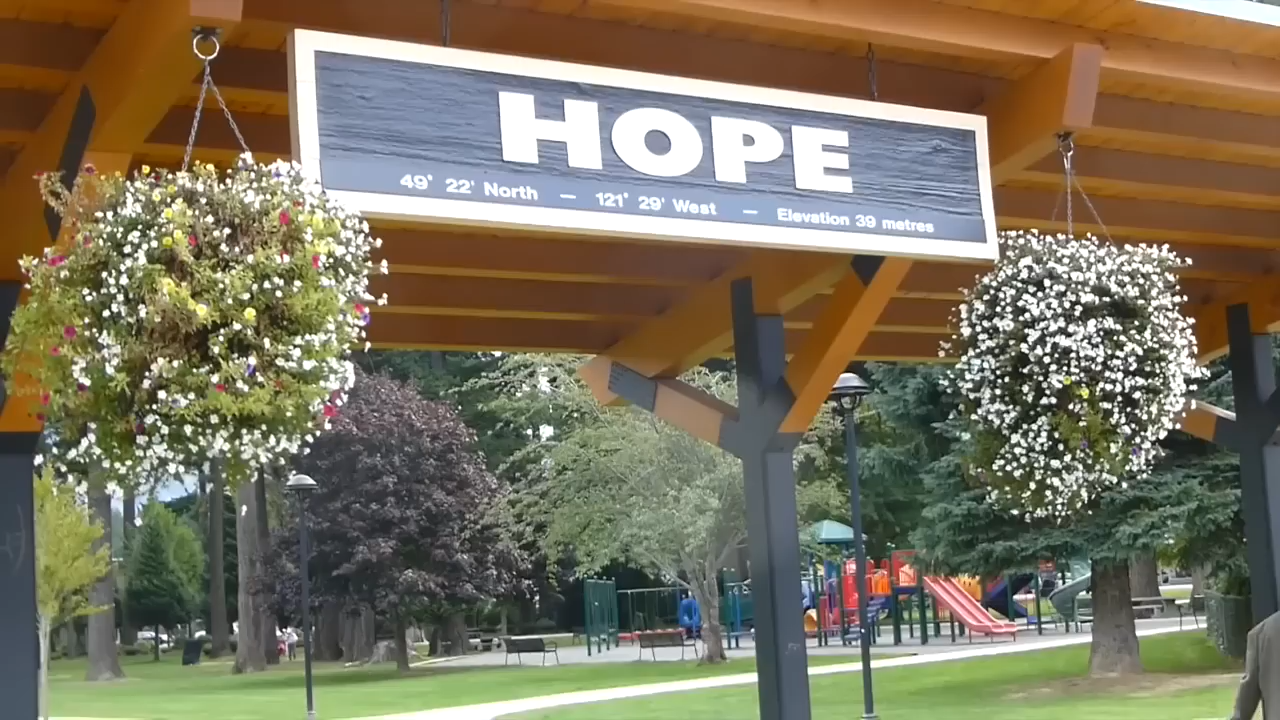 HOPE
49° 22' North — 121° 29' West — Elevation 39 metres